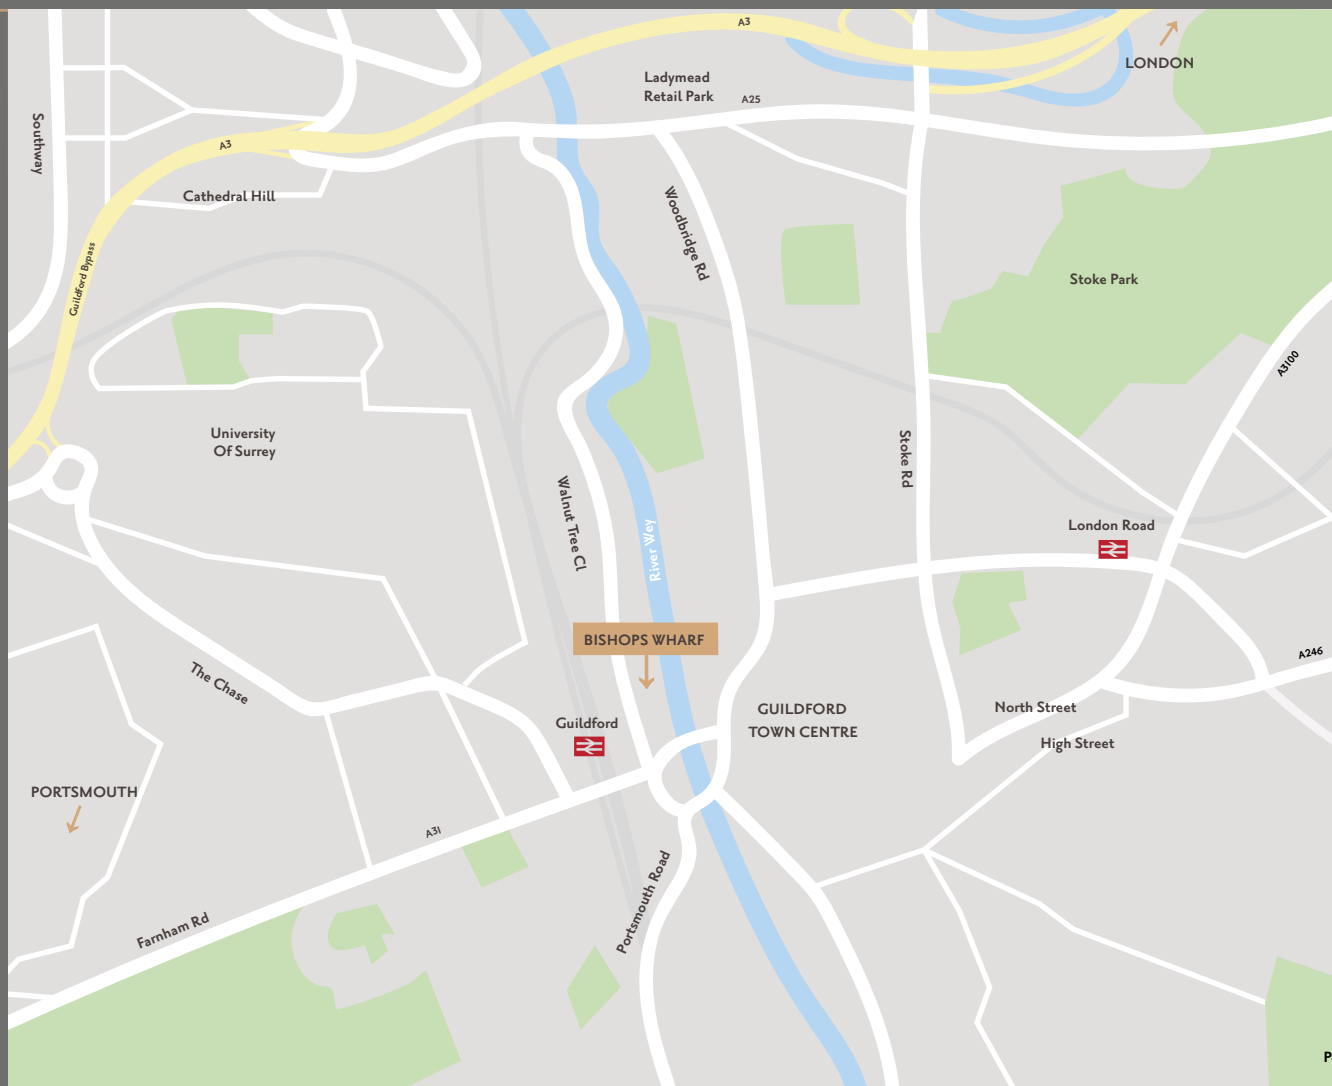 A3
LONDON
Ladymead
Retail Park
A25
Southway
A3
Cathedral Hill
Woodbridge Rd
Guildford Bypass
Stoke Park
A3100
University
Of Surrey
Stoke Rd
Walnut Tree Cl
River Wey
London Road
BISHOPS WHARF
A246
The Chase
Guildford
GUILDFORD
TOWN CENTRE
North Street
High Street
PORTSMOUTH
A31
Portsmouth Road
Farnham Rd
P